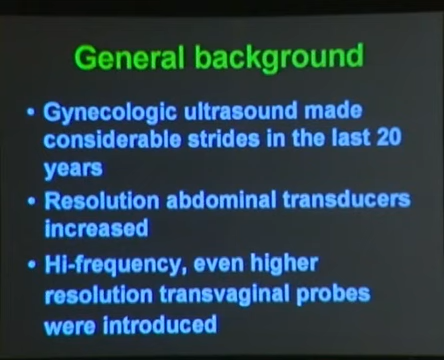 General background
• Gynecologic ultrasound made
considerable strides in the last 20
years
• Resolution abdominal transducers
increased
• Hi-frequency, even higher
resolution transvaginal probes
were introduced